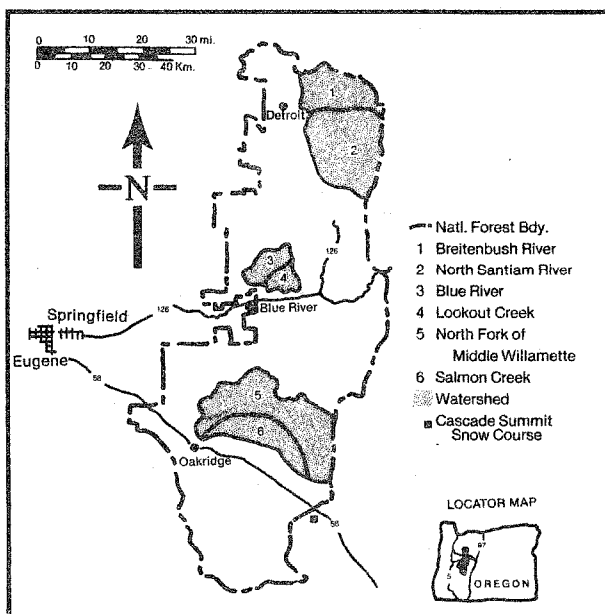 0 10 20 30 mi.
0 10 20 30 40 Km.
N
1
Detroit
2
3
4
126
126
Blue River
Springfield
Eugene
58
5
6
Oakridge
58
Natl. Forest Bdy.
1 Breitenbush River
2 North Santiam River
3 Blue River
4 Lookout Creek
5 North Fork of
Middle Willamette
6 Salmon Creek
Watershed
Cascade Summit
Snow Course
LOCATOR MAP
97
5
OREGON